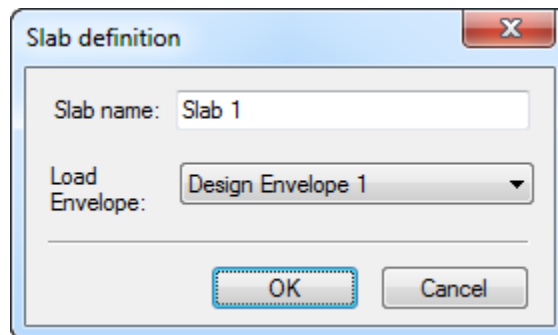 Slab definition
Slab name: Slab 1
Load Envelope: Design Envelope 1
OK Cancel